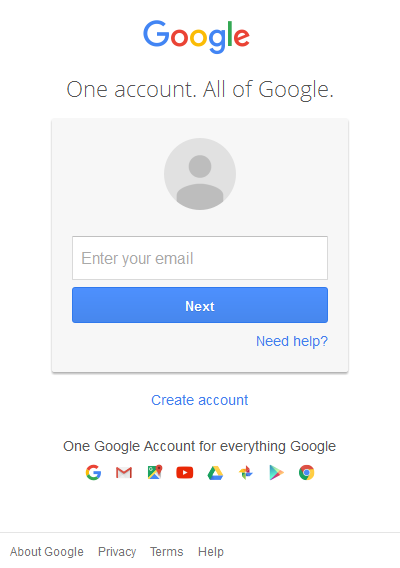 Google
One account. All of Google.
Enter your email
Next
Need help?
Create account
One Google Account for everything Google
About Google Privacy Terms Help